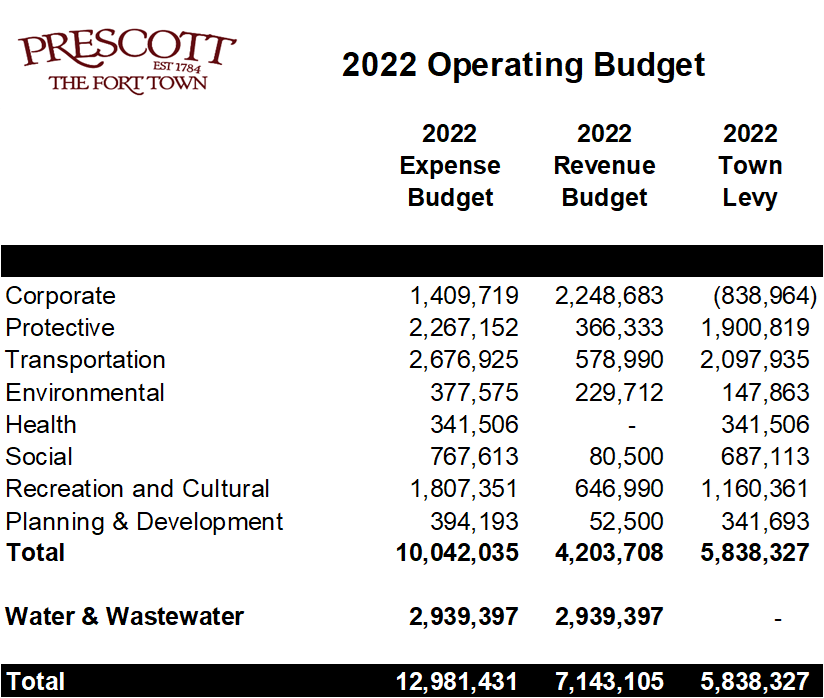 PRESCOTT
EST 1784
THE FORT TOWN
2022 Operating Budget
2022 2022 2022
Expense Revenue Town
Budget Budget Levy
Corporate 1,409,719 2,248,683 (838,964)
Protective 2,267,152 366,333 1,900,819
Transportation 2,676,925 578,990 2,097,935
Environmental 377,575 229,712 147,863
Health 341,506 - 341,506
Social 767,613 80,500 687,113
Recreation and Cultural 1,807,351 646,990 1,160,361
Planning & Development 394,193 52,500 341,693
Total 10,042,035 4,203,708 5,838,327
Water & Wastewater 2,939,397 2,939,397 -
Total 12,981,431 7,143,105 5,838,327